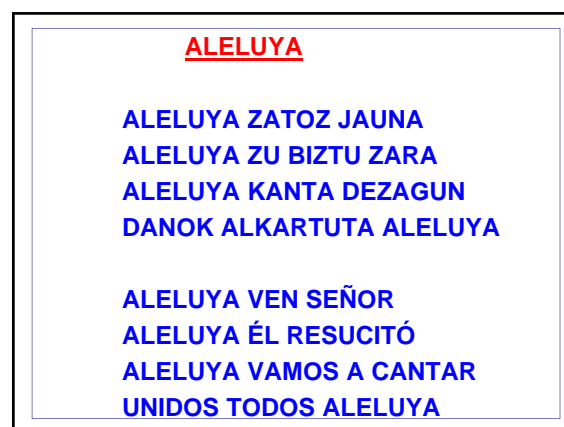 ALELUYA
ALELUYA ZATOZ JAUNA
ALELUYA ZU BIZTU ZARA
ALELUYA KANTA DEZAGUN
DANOK ALKARTUTA ALELUYA
ALELUYA VEN SEÑOR
ALELUYA ÉL RESUCITÓ
ALELUYA VAMOS A CANTAR
UNIDOS TODOS ALELUYA